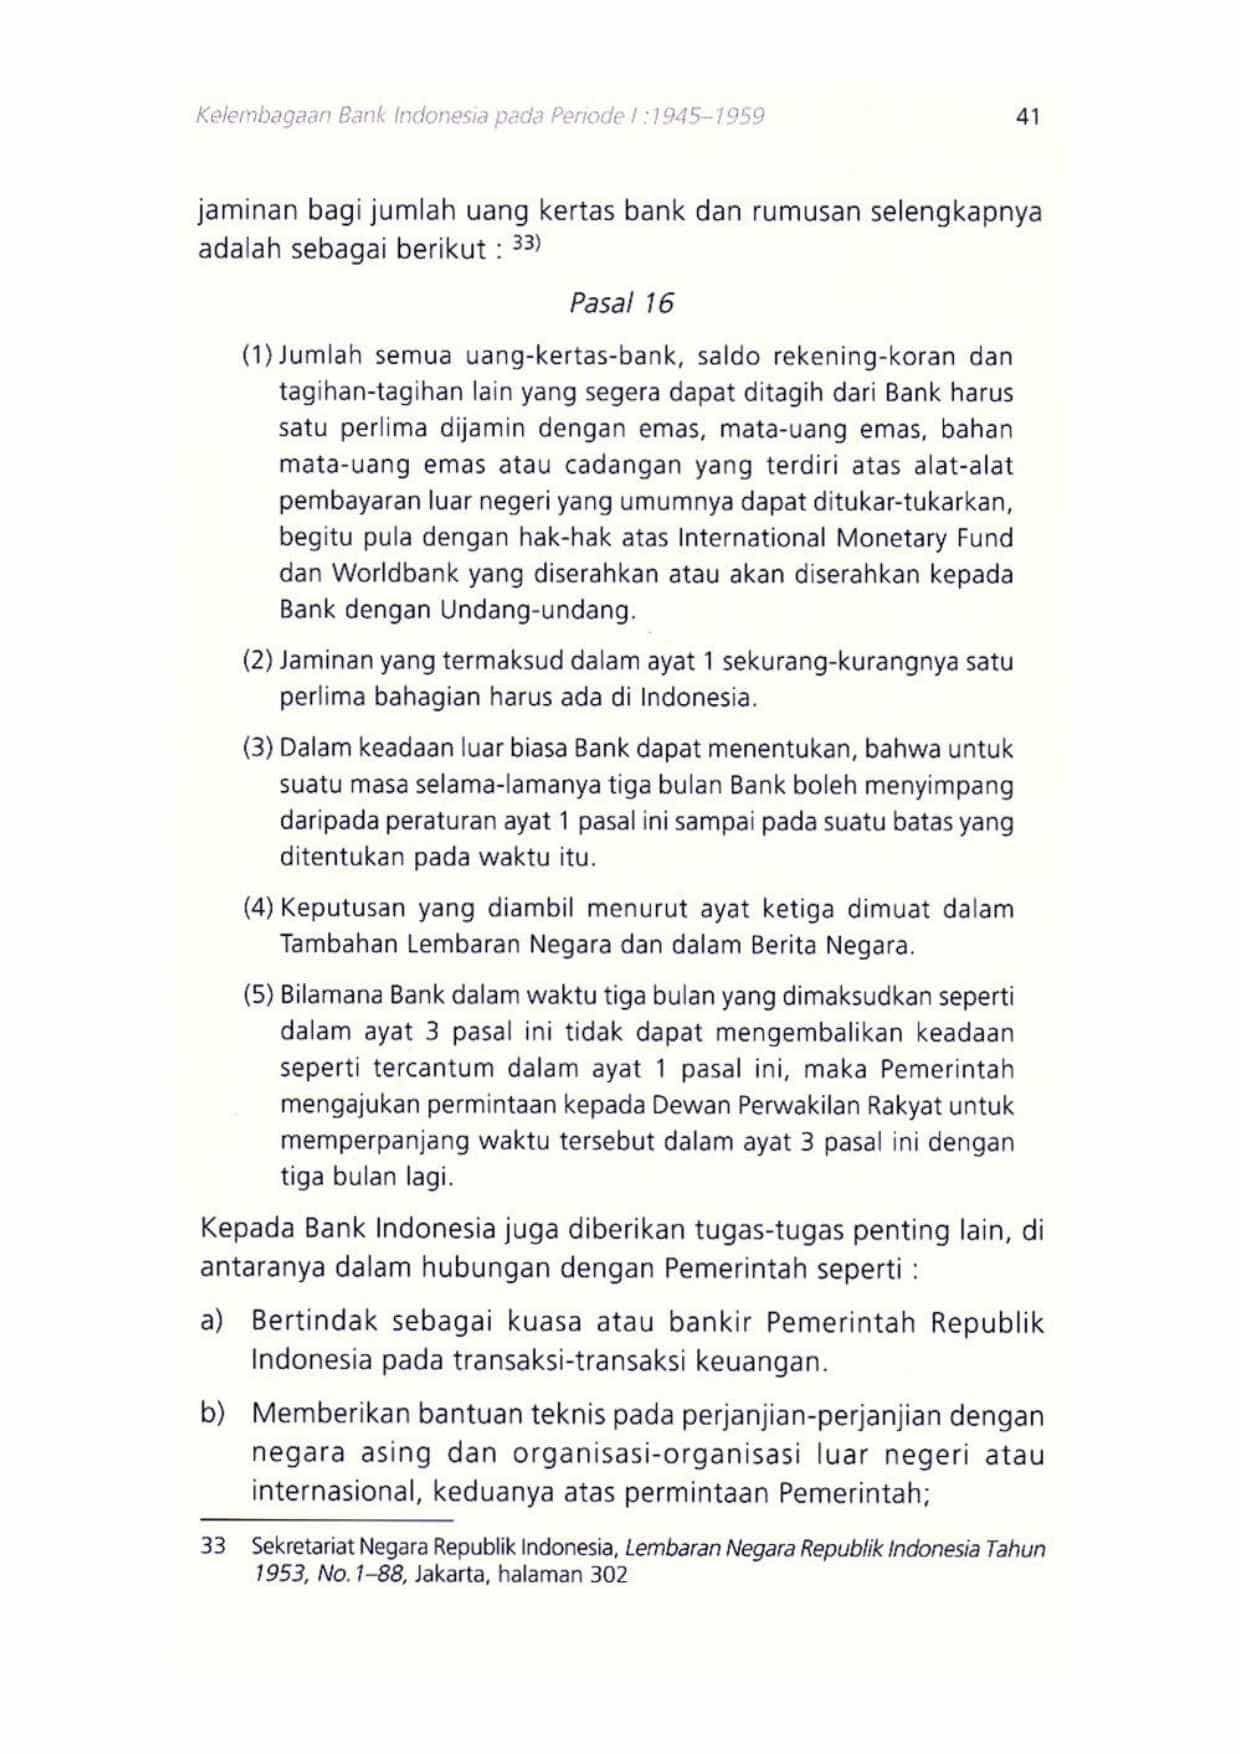 Kelembagaan Bank Indonesia pada Periode I :1945–1959 41
jaminan bagi jumlah uang kertas bank dan rumusan selengkapnya
adalah sebagai berikut : 33)
Pasal 16
(1) Jumlah semua uang-kertas-bank, saldo rekening-koran dan
tagihan-tagihan lain yang segera dapat ditagih dari Bank harus
satu perlima dijamin dengan emas, mata-uang emas, bahan
mata-uang emas atau cadangan yang terdiri atas alat-alat
pembayaran luar negeri yang umumnya dapat ditukar-tukarkan,
begitu pula dengan hak-hak atas International Monetary Fund
dan Worldbank yang diserahkan atau akan diserahkan kepada
Bank dengan Undang-undang.
(2) Jaminan yang termaksud dalam ayat 1 sekurang-kurangnya satu
perlima bahagian harus ada di Indonesia.
(3) Dalam keadaan luar biasa Bank dapat menentukan, bahwa untuk
suatu masa selama-lamanya tiga bulan Bank boleh menyimpang
daripada peraturan ayat 1 pasal ini sampai pada suatu batas yang
ditentukan pada waktu itu.
(4) Keputusan yang diambil menurut ayat ketiga dimuat dalam
Tambahan Lembaran Negara dan dalam Berita Negara.
(5) Bilamana Bank dalam waktu tiga bulan yang dimaksudkan seperti
dalam ayat 3 pasal ini tidak dapat mengembalikan keadaan
seperti tercantum dalam ayat 1 pasal ini, maka Pemerintah
mengajukan permintaan kepada Dewan Perwakilan Rakyat untuk
memperpanjang waktu tersebut dalam ayat 3 pasal ini dengan
tiga bulan lagi.
Kepada Bank Indonesia juga diberikan tugas-tugas penting lain, di
antaranya dalam hubungan dengan Pemerintah seperti :
a) Bertindak sebagai kuasa atau bankir Pemerintah Republik
Indonesia pada transaksi-transaksi keuangan.
b) Memberikan bantuan teknis pada perjanjian-perjanjian dengan
negara asing dan organisasi-organisasi luar negeri atau
internasional, keduanya atas permintaan Pemerintah;
33 Sekretariat Negara Republik Indonesia, Lembaran Negara Republik Indonesia Tahun
1953, No. 1–88, Jakarta, halaman 302